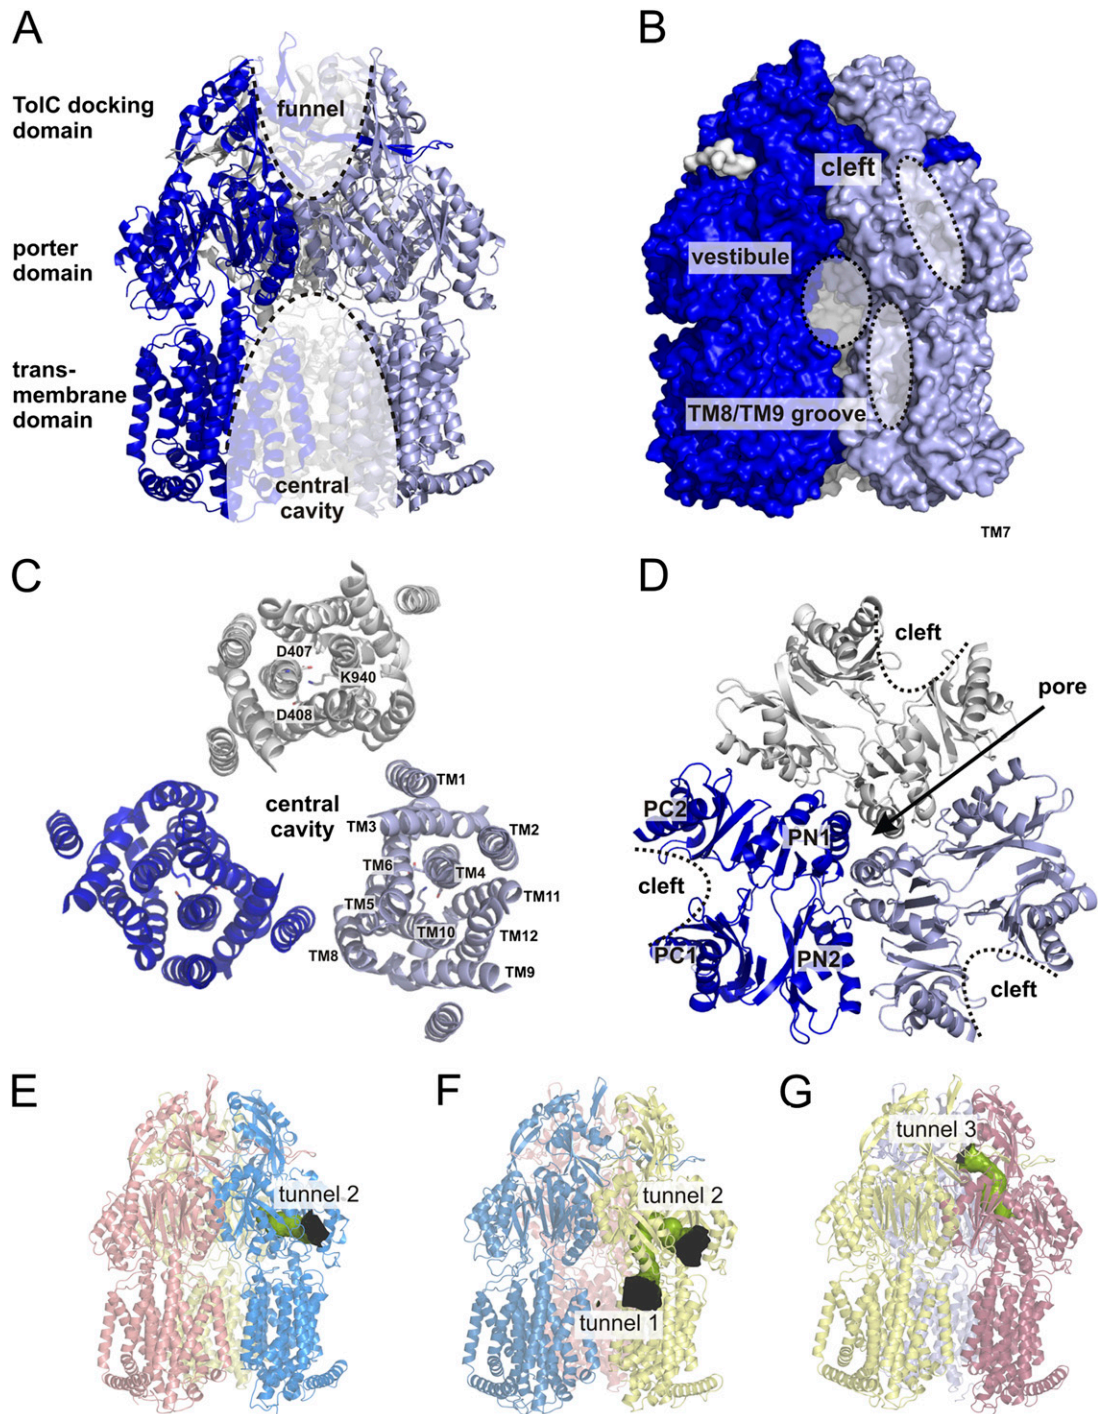 A
TolC docking
domain
funnel
porter
domain
trans-
membrane
domain
central
cavity
B
cleft
vestibule
TM8/TM9 groove
TM7
C
D407
K940
D408
TM1
central
cavity
TM3
TM2
TM6
TM4
TM5
TM11
TM10
TM12
TM8
TM9
D
cleft
pore
PC2
PN1
cleft
PC1
PN2
cleft
E
tunnel 2
F
tunnel 2
tunnel 1
G
tunnel 3